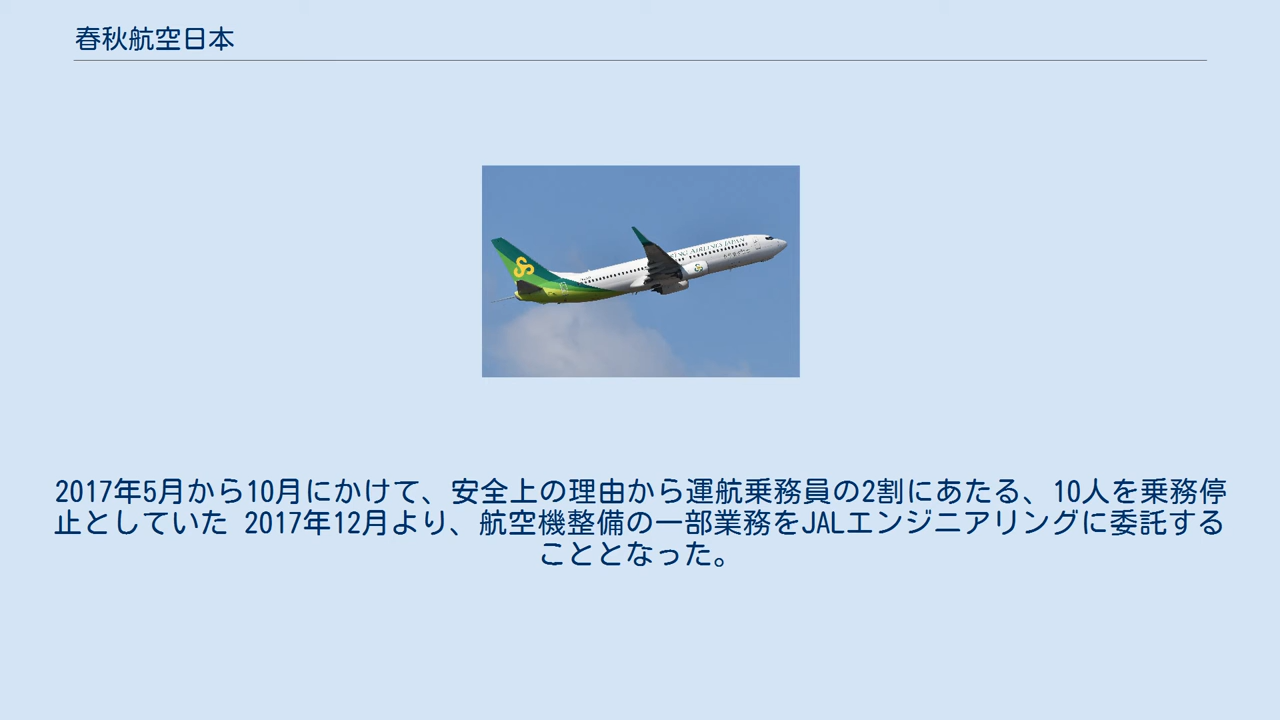 春秋航空日本
SPRING AIRLINES JAPAN
2017年5月から10月にかけて、安全上の理由から運航乗務員の2割にあたる、10人を乗務停
止としていた 2017年12月より、航空機整備の一部業務をJALエンジニアリングに委託する
こととなった。